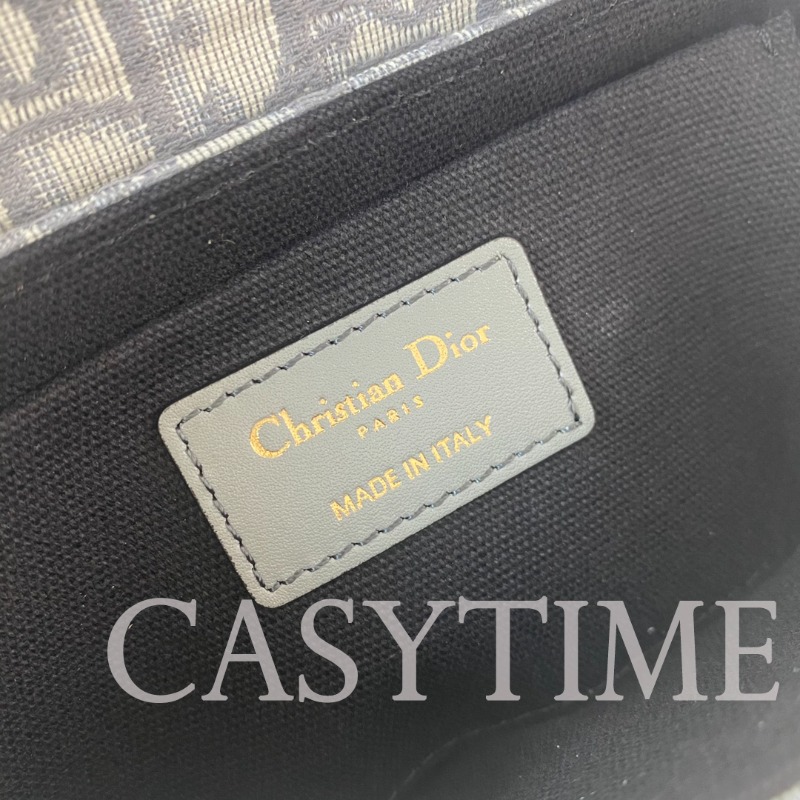 Christian Dior
PARIS
MADE IN ITALY
CASYTIME